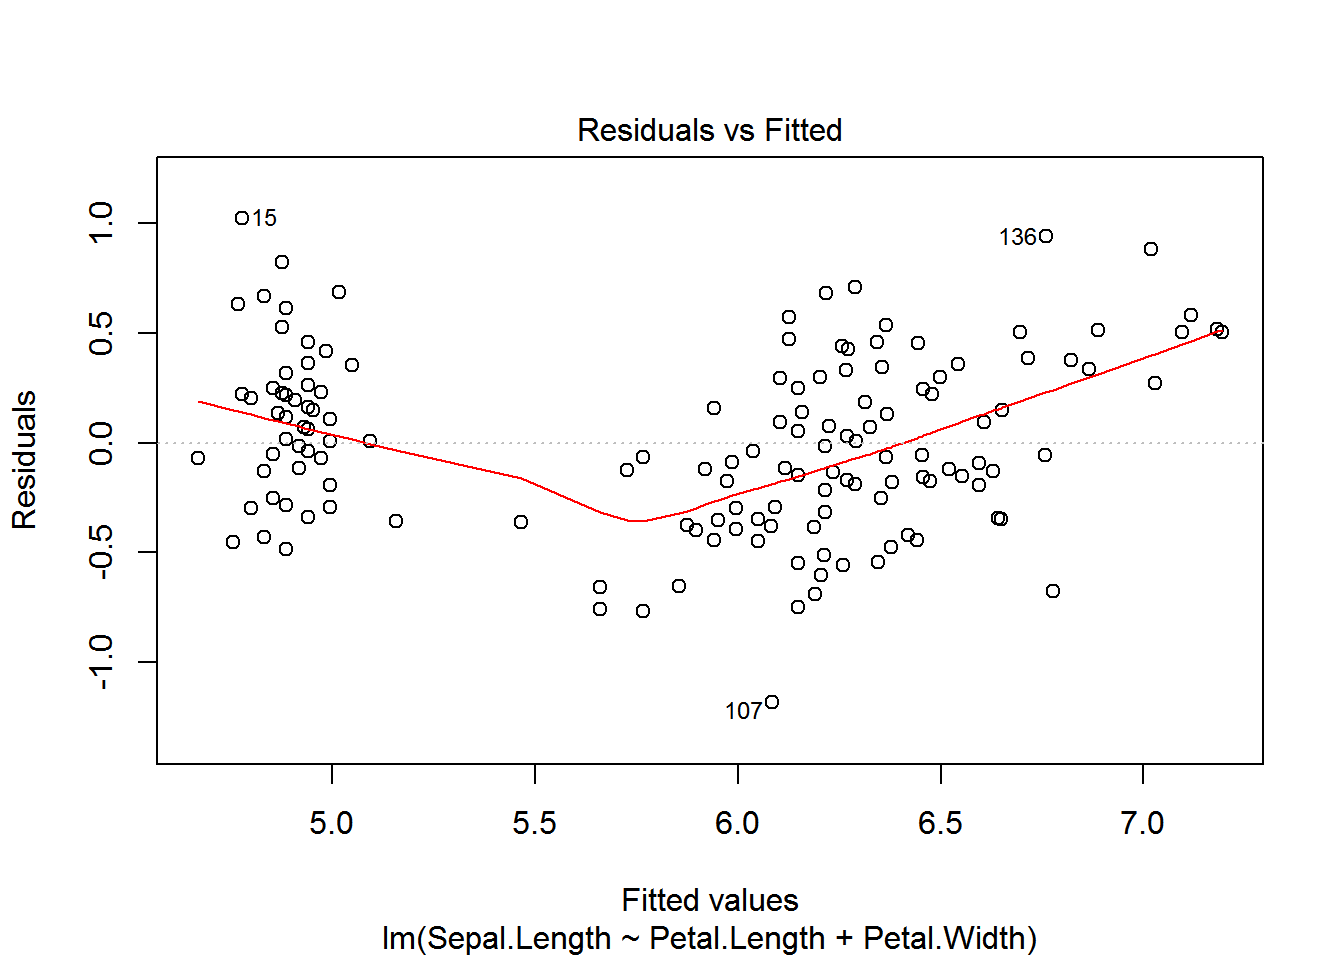 Residuals vs Fitted
Residuals
1.0
0.5
0.0
-0.5
-1.0
15
136
107
5.0 5.5 6.0 6.5 7.0
Fitted values
lm(Sepal.Length ~ Petal.Length + Petal.Width)